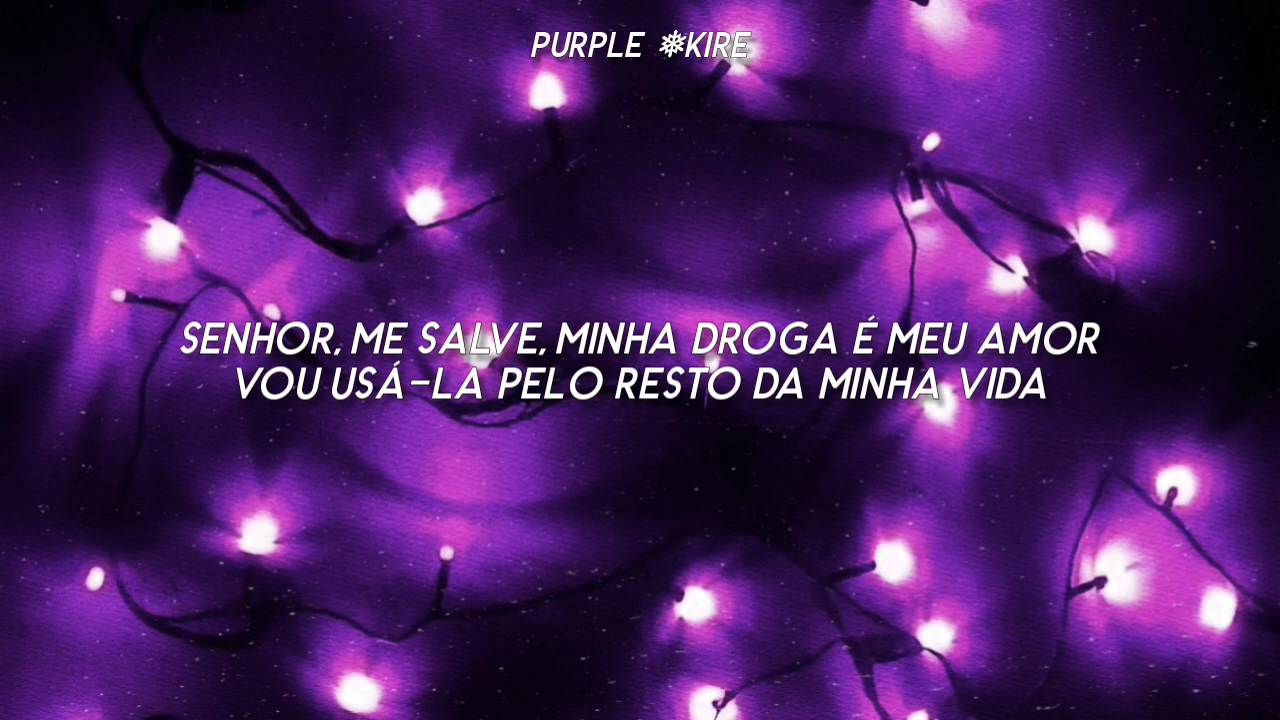 PURPLE ❅KIRE
SENHOR, ME SALVE, MINHA DROGA É MEU AMOR
VOU USÁ-LA PELO RESTO DA MINHA VIDA